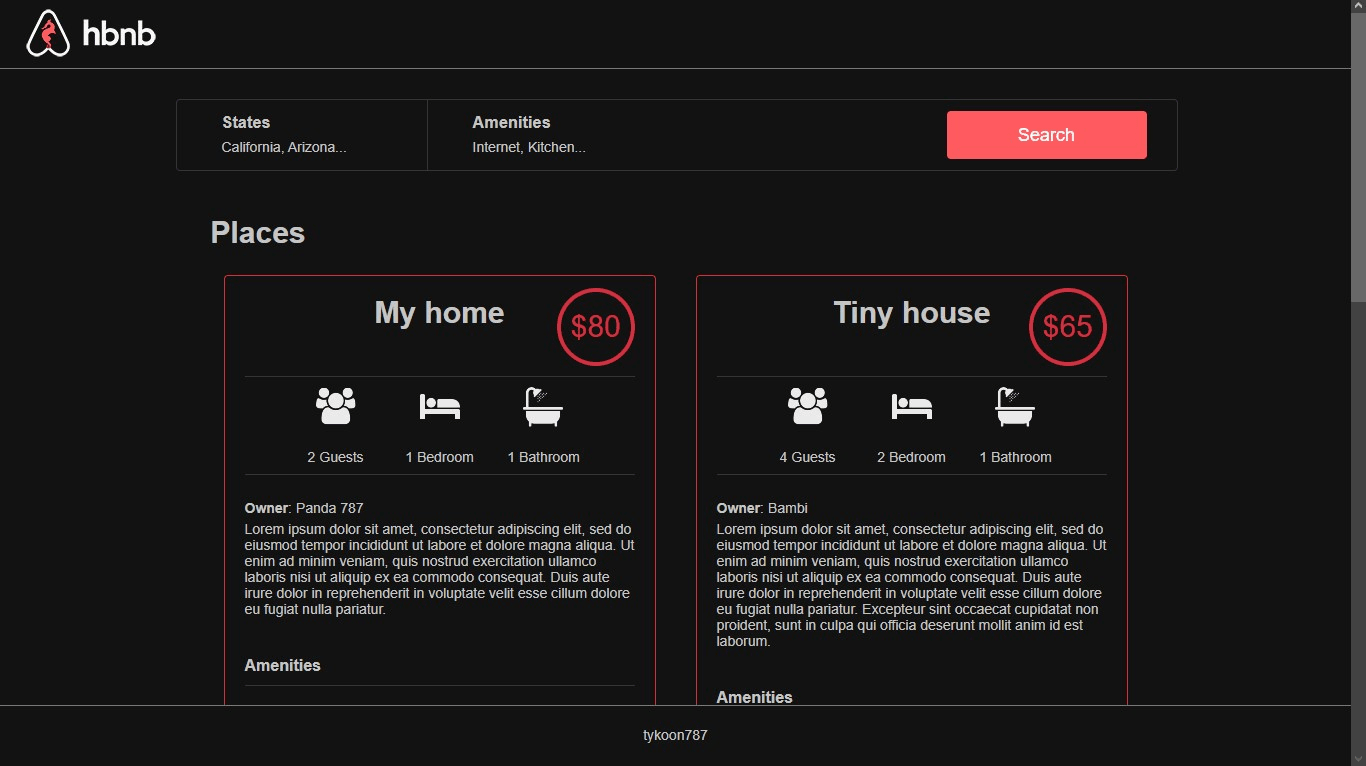 hbnb
States
California, Arizona...
Amenities
Internet, Kitchen...
Search
Places
My home
$80
2 Guests
1 Bedroom
1 Bathroom
Owner: Panda 787
Lorem ipsum dolor sit amet, consectetur adipiscing elit, sed do
eiusmod tempor incididunt ut labore et dolore magna aliqua. Ut
enim ad minim veniam, quis nostrud exercitation ullamco
laboris nisi ut aliquip ex ea commodo consequat. Duis aute
irure dolor in reprehenderit in voluptate velit esse cillum dolore
eu fugiat nulla pariatur.
Amenities
Tiny house
$65
4 Guests
2 Bedroom
1 Bathroom
Owner: Bambi
Lorem ipsum dolor sit amet, consectetur adipiscing elit, sed do
eiusmod tempor incididunt ut labore et dolore magna aliqua. Ut
enim ad minim veniam, quis nostrud exercitation ullamco
laboris nisi ut aliquip ex ea commodo consequat. Duis aute
irure dolor in reprehenderit in voluptate velit esse cillum dolore
eu fugiat nulla pariatur. Excepteur sint occaecat cupidatat non
proident, sunt in culpa qui officia deserunt mollit anim id est
laborum.
Amenities
tykoon787